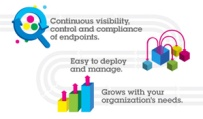 Continuous visibility,
control and compliance
of endpoints.
Easy to deploy
and manage.
Grows with your
organization's needs.